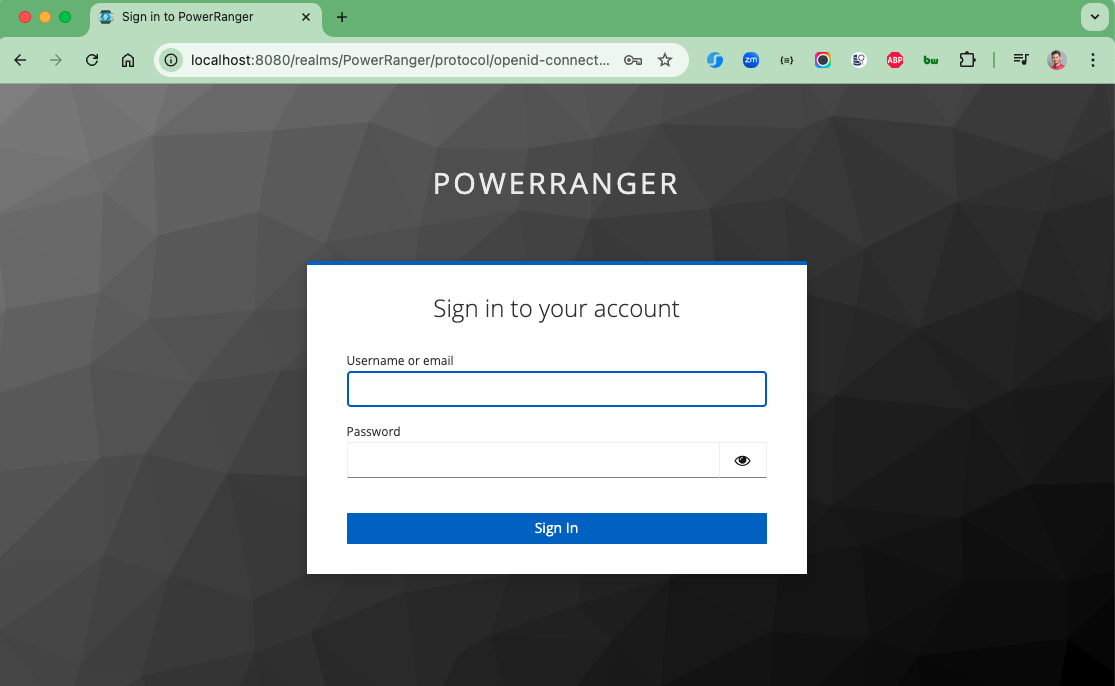 Sign in to PowerRanger
localhost:8080/realms/PowerRanger/protocol/openid-connect...
zm
{≡}
ABP
bw
POWERRANGER
Sign in to your account
Username or email
Password
Sign In